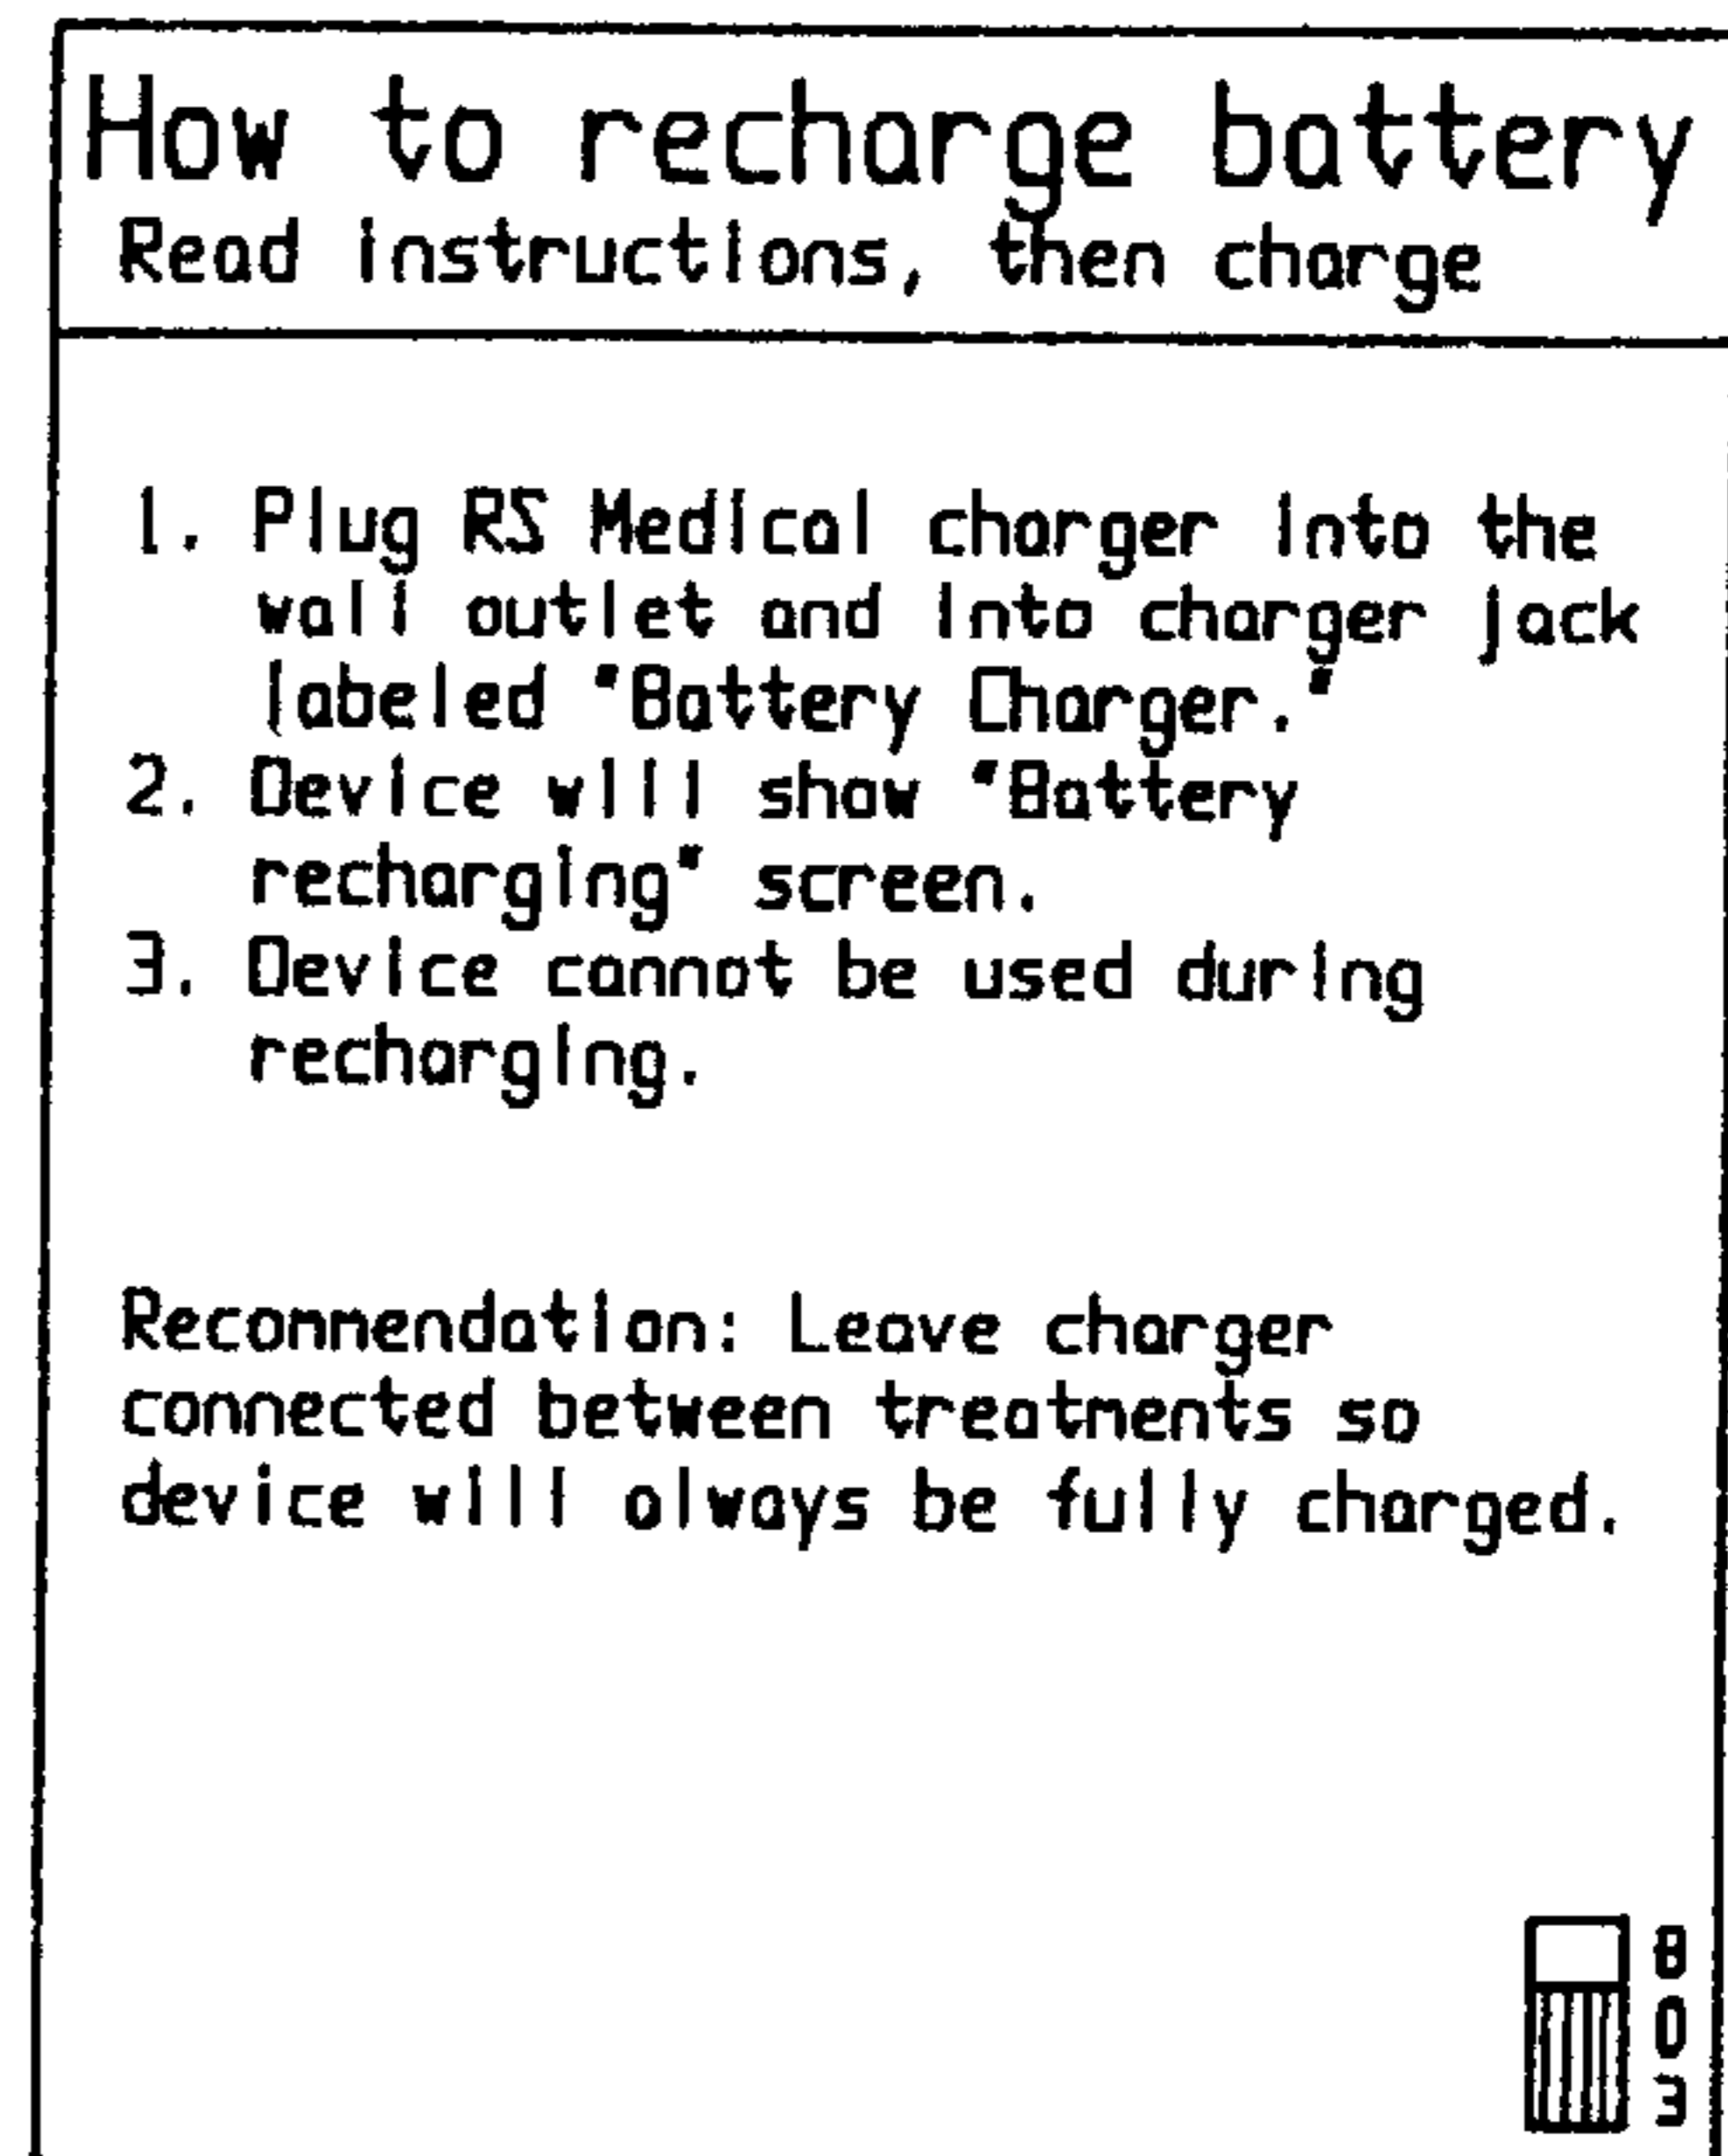 How to recharge battery
Read instructions, then charge
1. Plug RS Medical charger into the
wall outlet and into charger jack
labeled "Battery Charger."
2. Device will show "Battery
recharging" screen.
3. Device cannot be used during
recharging.
Recommendation: Leave charger
connected between treatments so
device will always be fully charged.
8
0
3